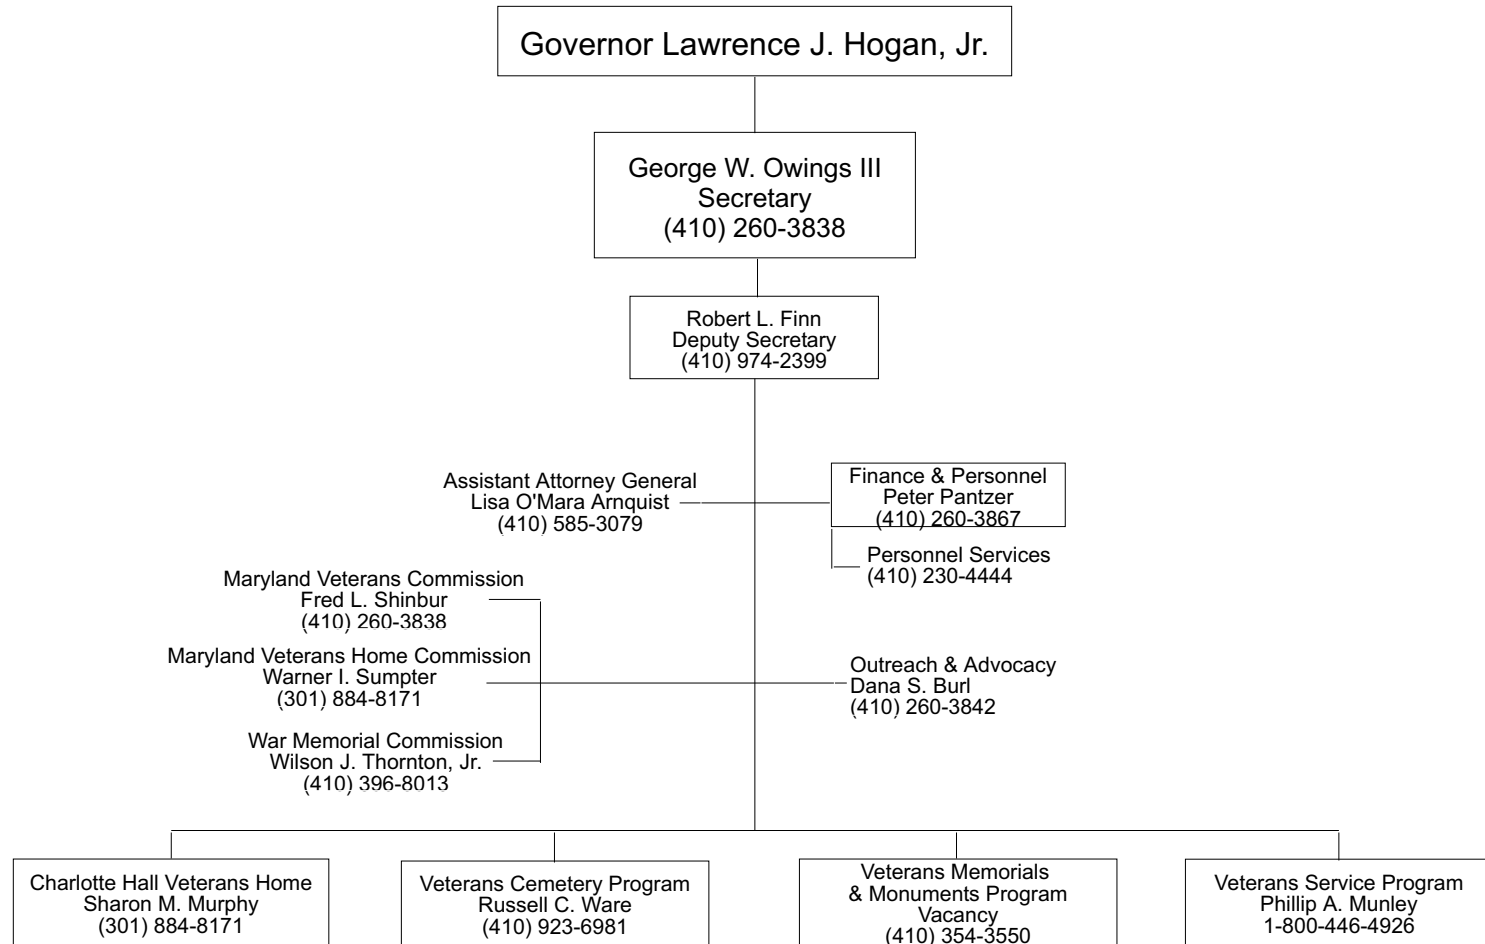 Governor Lawrence J. Hogan, Jr.
George W. Owings III
Secretary
(410) 260-3838
Robert L. Finn
Deputy Secretary
(410) 974-2399
Assistant Attorney General
Lisa O'Mara Arnquist
(410) 585-3079
Finance & Personnel
Peter Pantzer
(410) 260-3867
Personnel Services
(410) 230-4444
Maryland Veterans Commission
Fred L. Shinbur
(410) 260-3838
Maryland Veterans Home Commission
Warner I. Sumpter
(301) 884-8171
Outreach & Advocacy
Dana S. Burl
(410) 260-3842
War Memorial Commission
Wilson J. Thornton, Jr.
(410) 396-8013
Charlotte Hall Veterans Home
Sharon M. Murphy
(301) 884-8171
Veterans Cemetery Program
Russell C. Ware
(410) 923-6981
Veterans Memorials
& Monuments Program
Vacancy
(410) 354-3550
Veterans Service Program
Phillip A. Munley
1-800-446-4926